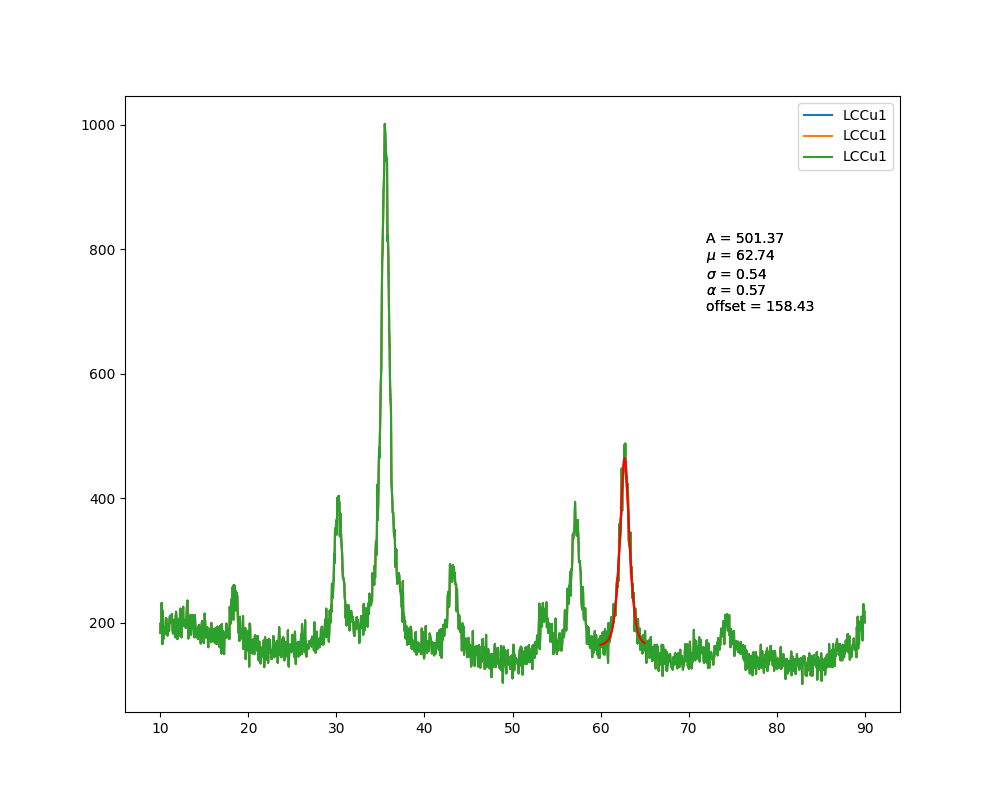 LCCu1
LCCu1
LCCu1
A = 501.37
μ = 62.74
σ = 0.54
α = 0.57
offset = 158.43
1000
800
600
400
200
10 20 30 40 50 60 70 80 90